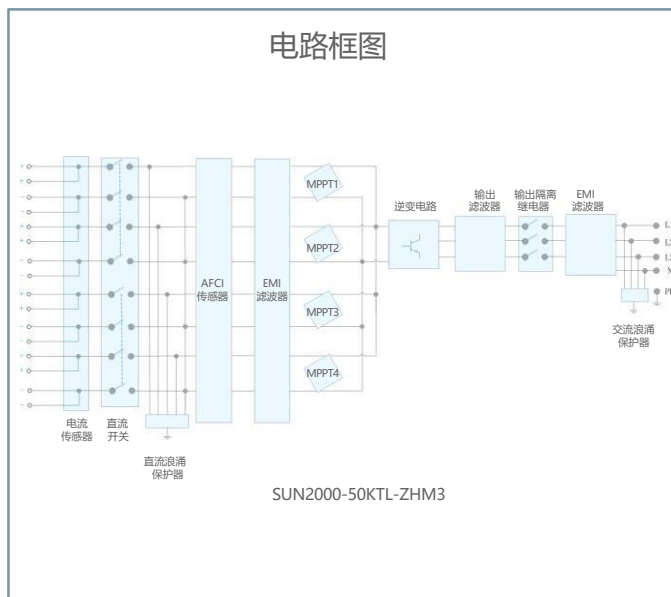 电路框图
MPPT1
MPPT2
MPPT3
MPPT4
AFCI
传感器
EMI
滤波器
逆变电路
输出
滤波器
输出隔离
继电器
EMI
滤波器
N
交流浪涌
保护器
电流
传感器
直流
开关
直流浪涌
保护器
SUN2000-50KTL-ZHM3